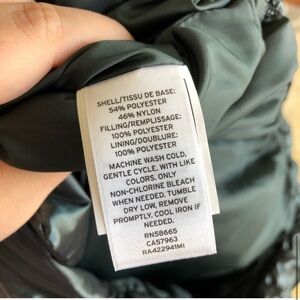 SHELL/TISSU DE BASE:
54% POLYESTER
46% NYLON
FILLING/REMPLISSAGE:
100% POLYESTER
LINING/DOUBLURE:
100% POLYESTER
MACHINE WASH COLD,
GENTLE CYCLE. WITH LIKE
COLORS. ONLY
NON-CHLORINE BLEACH
WHEN NEEDED. TUMBLE
DRY LOW, REMOVE
PROMPTLY. COOL IRON IF
NEEDED.
RN58665
CA57963
RA422941MI